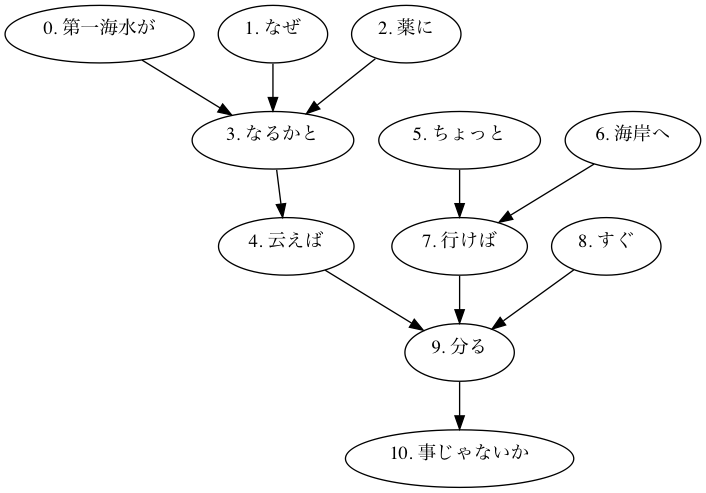 0. 第一海水が
1. なぜ
2. 薬に
3. なるかと
5. ちょっと
6. 海岸へ
4. 云えば
7. 行けば
8. すぐ
9. 分る
10. 事じゃないか